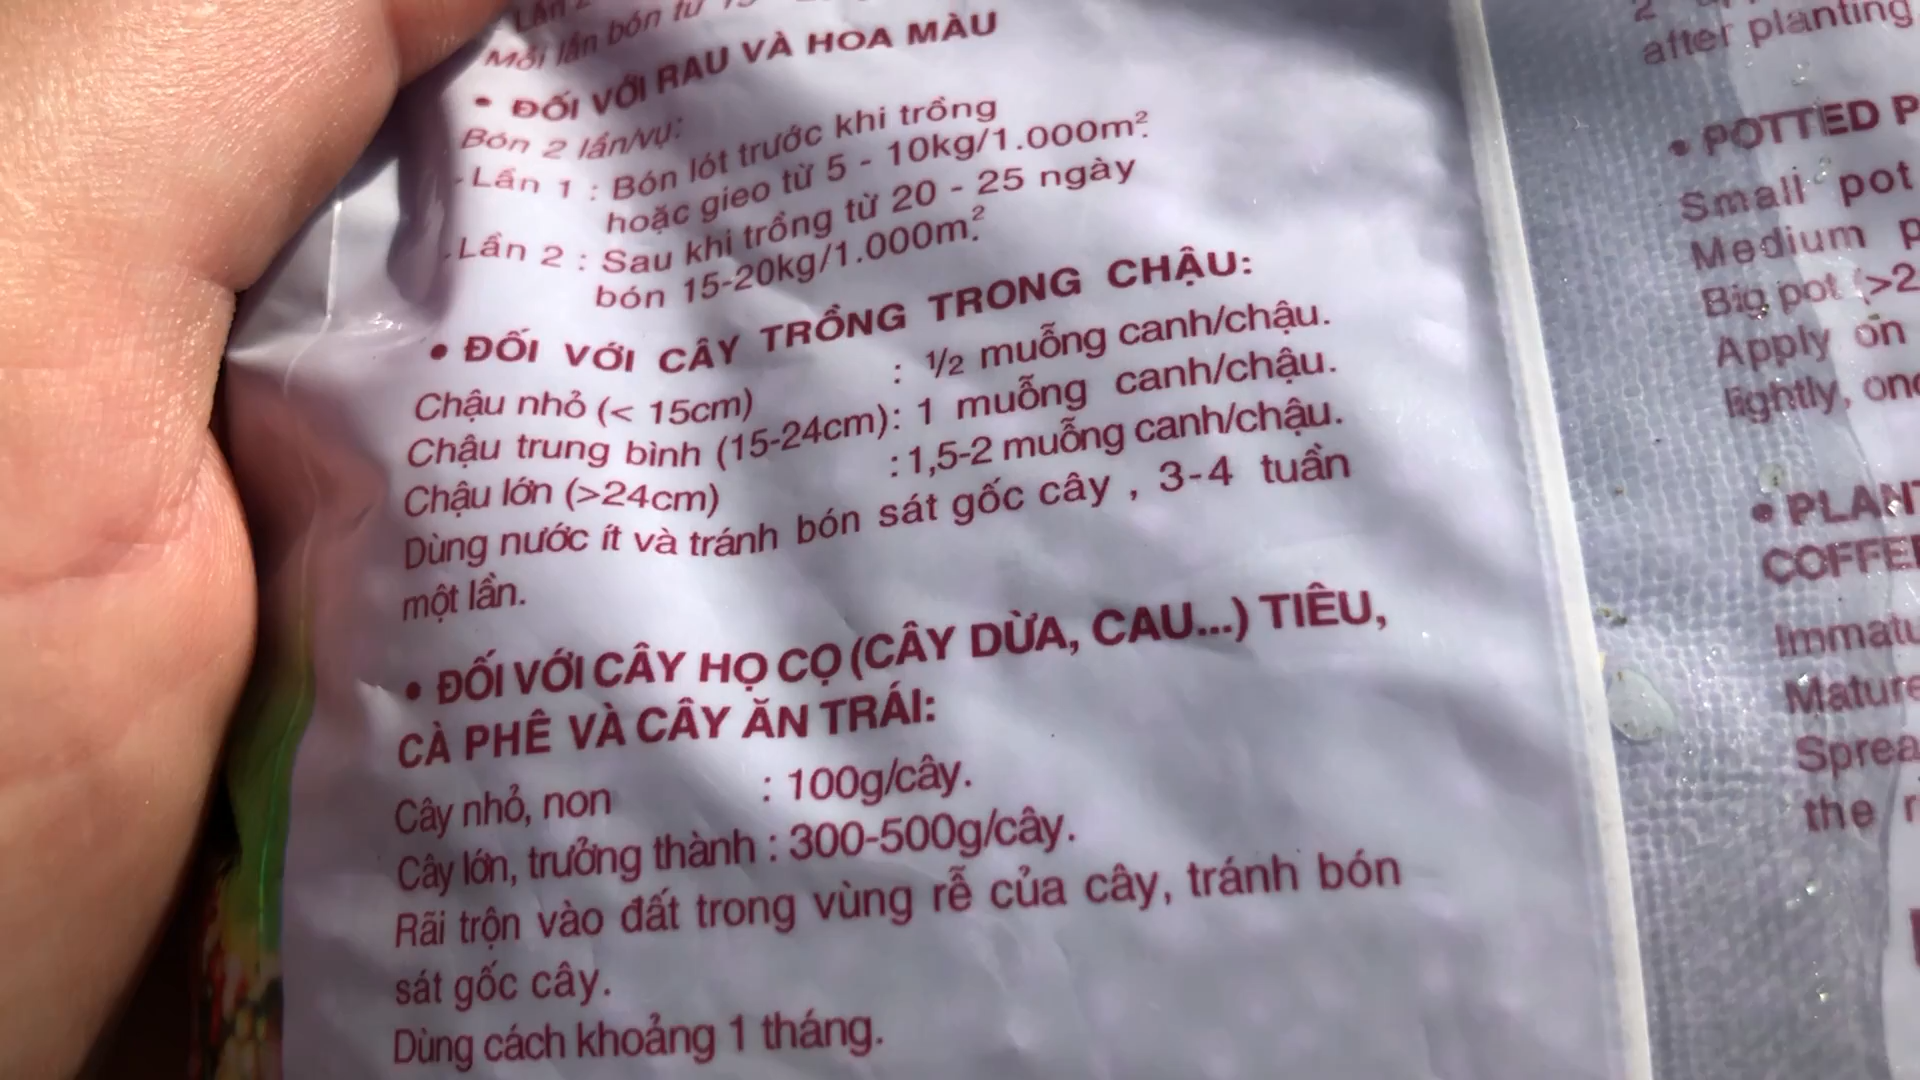 Mỗi lần bón từ 15
• ĐỐI VỚI RAU VÀ HOA MÀU
Bón 2 lần/vụ:
- Lần 1 : Bón lót trước khi trồng
hoặc gieo từ 5 - 10kg/1.000m².
- Lần 2 : Sau khi trồng từ 20 - 25 ngày
bón 15-20kg/1.000m².
• ĐỐI VỚI CÂY TRỒNG TRONG CHẬU:
Chậu nhỏ (< 15cm) : ½ muỗng canh/chậu.
Chậu trung bình (15-24cm): 1 muỗng canh/chậu.
Chậu lớn (>24cm) : 1,5-2 muỗng canh/chậu.
Dùng nước ít và tránh bón sát gốc cây , 3-4 tuần
một lần.
• ĐỐI VỚI CÂY HỌ CỌ (CÂY DỪA, CAU...) TIÊU,
CÀ PHÊ VÀ CÂY ĂN TRÁI:
Cây nhỏ, non : 100g/cây.
Cây lớn, trưởng thành : 300-500g/cây.
Rãi trộn vào đất trong vùng rễ của cây, tránh bón
sát gốc cây.
Dùng cách khoảng 1 tháng.
after planting
• POTTED P
Small pot
Medium p
Big pot (>2
Apply on
lightly, onc
• PLANT
COFFEE
Immatu
Mature
Sprea
the r